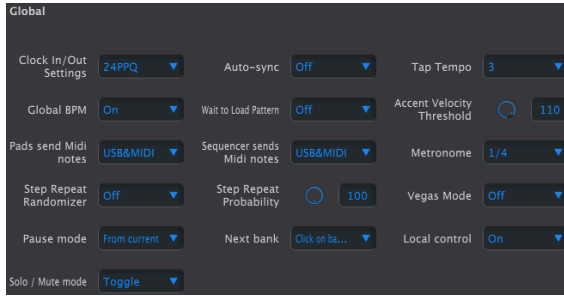 Global
Clock In/Out
Settings
24PPQ
Auto-sync
Off
Tap Tempo
3
Global BPM
On
Wait to Load Pattern
Off
Accent Velocity
Threshold
110
Pads send Midi
notes
USB&MIDI
Sequencer sends
Midi notes
USB&MIDI
Metronome
1/4
Step Repeat
Randomizer
Off
Step Repeat
Probability
100
Vegas Mode
Off
Pause mode
From current
Next bank
Click on ba...
Local control
On
Solo / Mute mode
Toggle